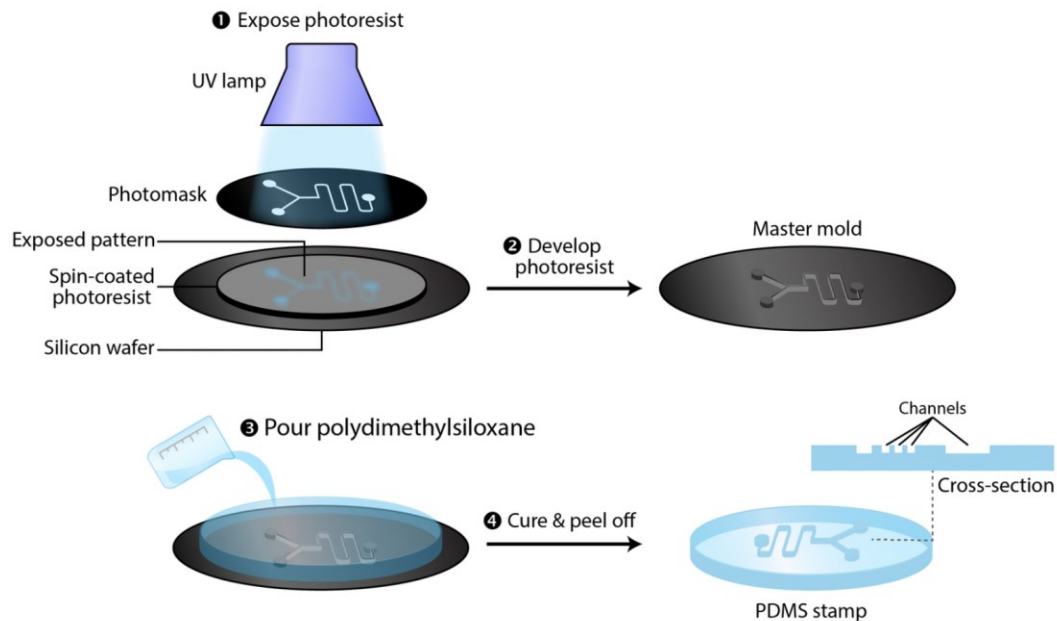 ❶ Expose photoresist
UV lamp
Photomask
Exposed pattern
Spin-coated
photoresist
Silicon wafer
❷ Develop
photoresist
Master mold
❸ Pour polydimethylsiloxane
❹ Cure & peel off
Channels
Cross-section
PDMS stamp